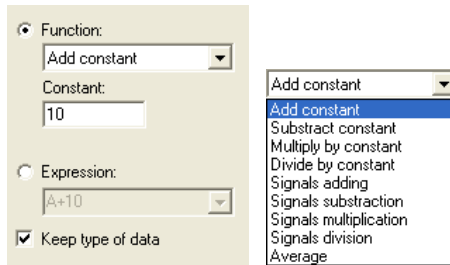 Function:
Add constant
Constant:
10
Expression:
A+10
Keep type of data
Add constant
Add constant
Substract constant
Multiply by constant
Divide by constant
Signals adding
Signals substraction
Signals multiplication
Signals division
Average